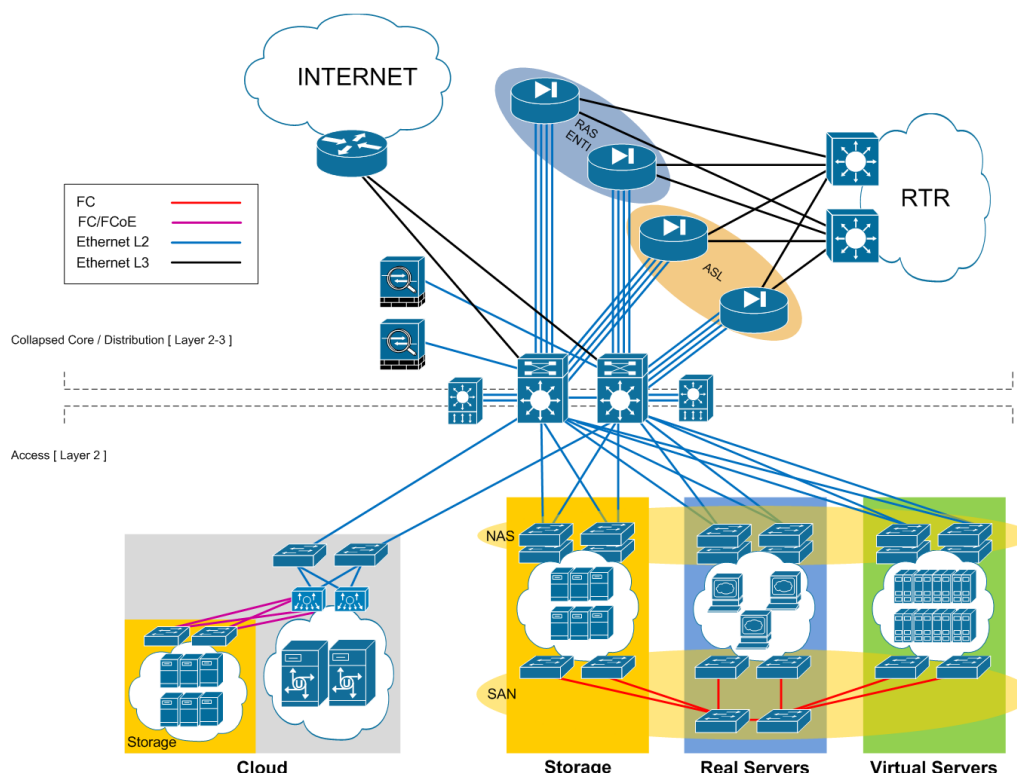 INTERNET
RAS
ENTI
RTR
FC
FC/FCoE
Ethernet L2
Ethernet L3
ASL
Collapsed Core / Distribution [ Layer 2-3 ]
Access [ Layer 2 ]
NAS
SAN
Storage
Cloud
Storage
Real Servers
Virtual Servers